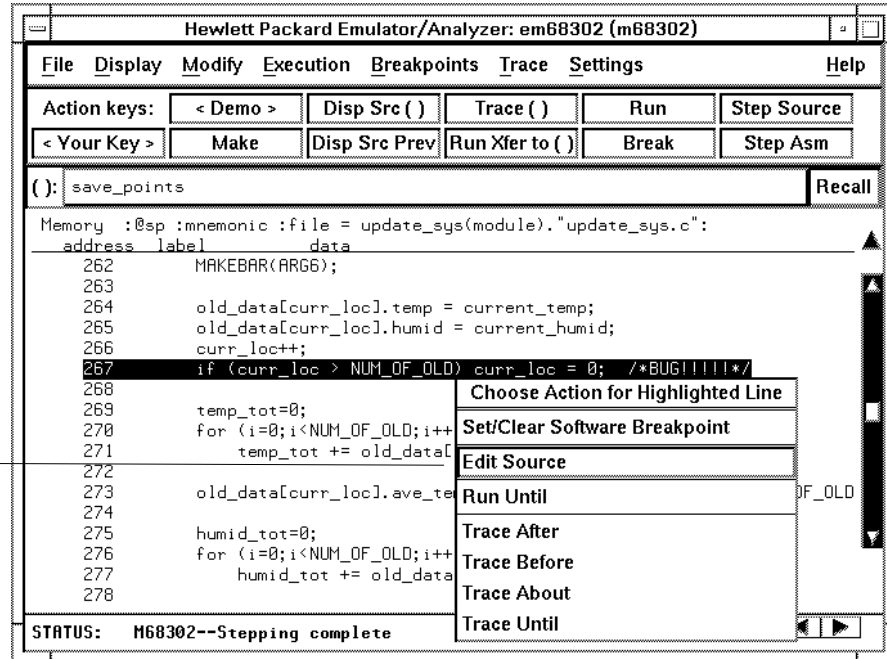 Hewlett Packard Emulator/Analyzer: em68302 (m68302)
File Display Modify Execution Breakpoints Trace Settings Help
Action keys: < Demo > Disp Src ( ) Trace ( ) Run Step Source
< Your Key > Make Disp Src Prev Run Xfer to ( ) Break Step Asm
( ): save_points Recall
Memory :@sp :mnemonic :file = update_sys(module)."update_sys.c":
address label data
262 MAKEBAR(ARG6);
263
264 old_data[curr_loc].temp = current_temp;
265 old_data[curr_loc].humid = current_humid;
266 curr_loc++;
267 if (curr_loc > NUM_OF_OLD) curr_loc = 0; /*BUG!!!!!*/
268
269 temp_tot=0;
270 for (i=0;i<NUM_OF_OLD;i++
271 temp_tot += old_data[
272
273 old_data[curr_loc].ave_te F_OLD
274
275 humid_tot=0;
276 for (i=0;i<NUM_OF_OLD;i++
277 humid_tot += old_data
278
Choose Action for Highlighted Line
Set/Clear Software Breakpoint
Edit Source
Run Until
Trace After
Trace Before
Trace About
Trace Until
STATUS: M68302--Stepping complete